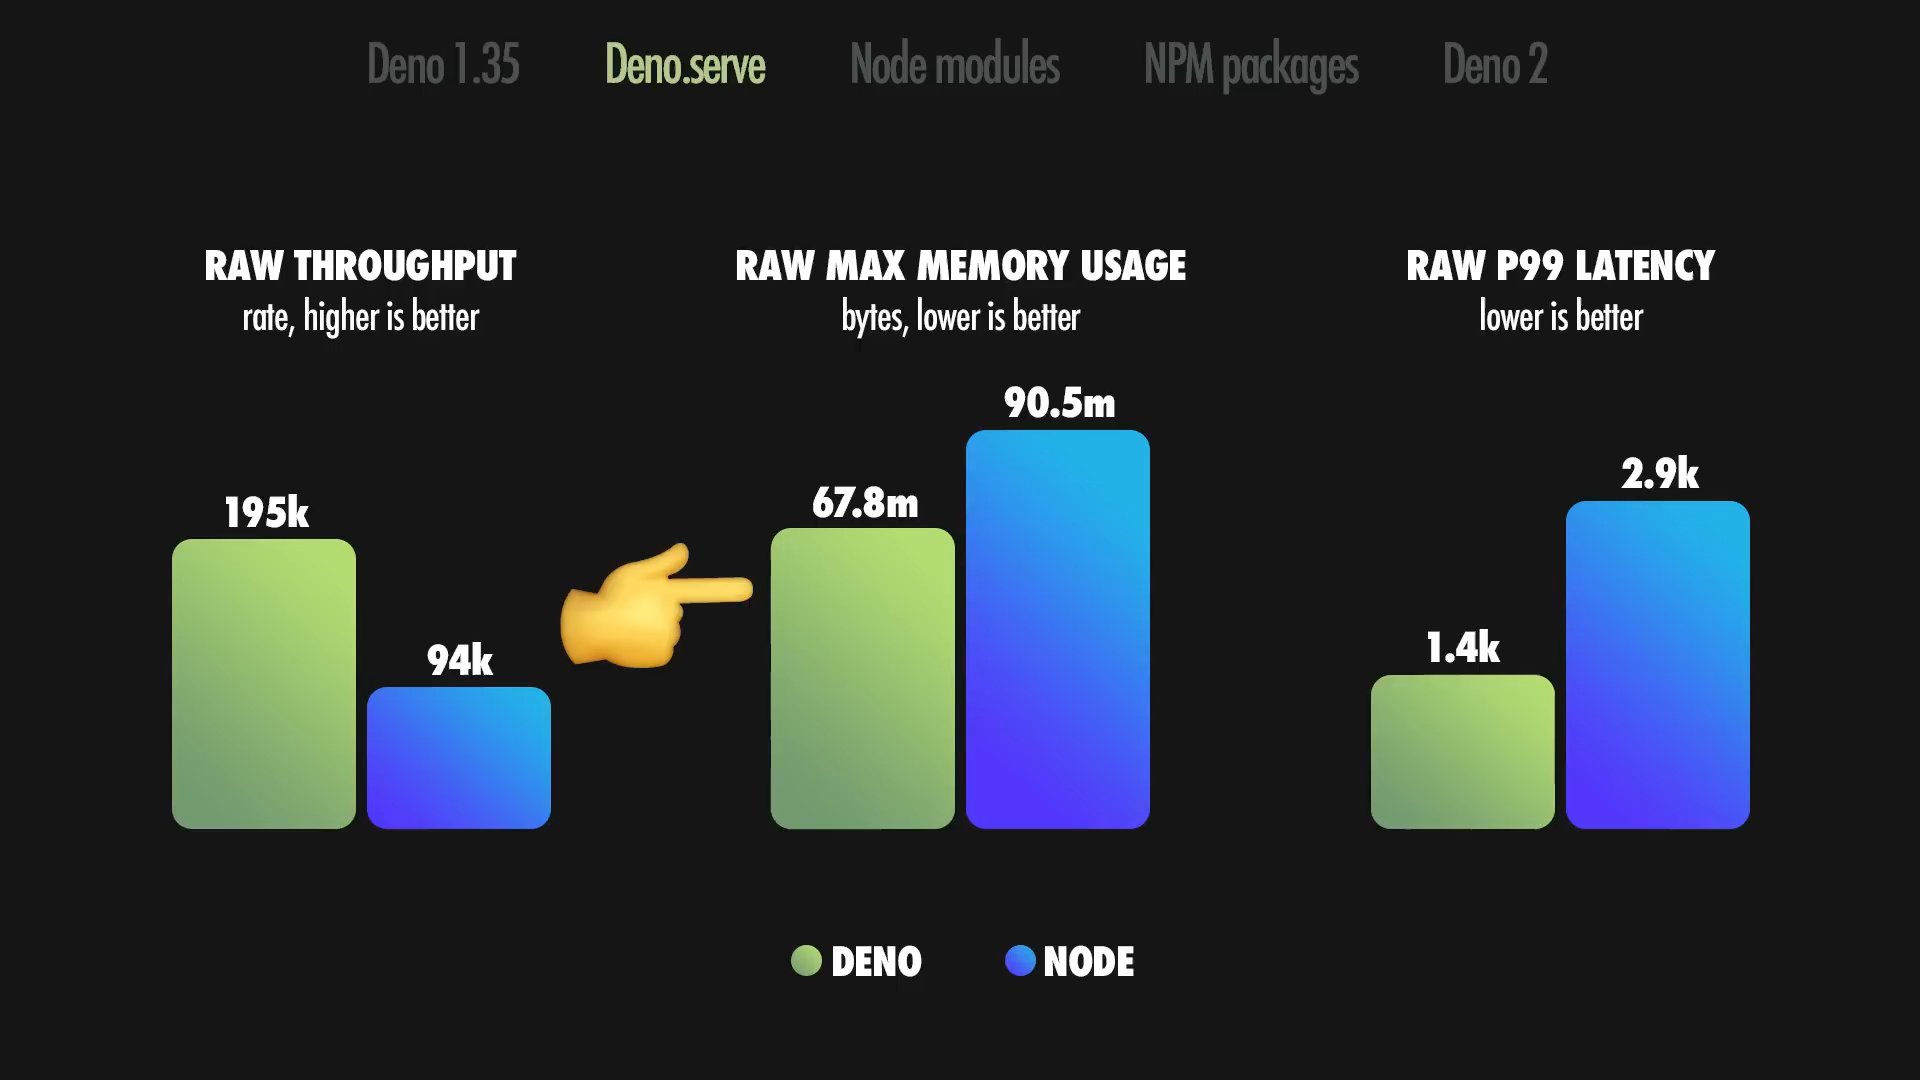 Deno 1.35
Deno.serve
Node modules
NPM packages
Deno 2
RAW THROUGHPUT
rate, higher is better
195k
94k
RAW MAX MEMORY USAGE
bytes, lower is better
67.8m
90.5m
RAW P99 LATENCY
lower is better
1.4k
2.9k
DENO
NODE